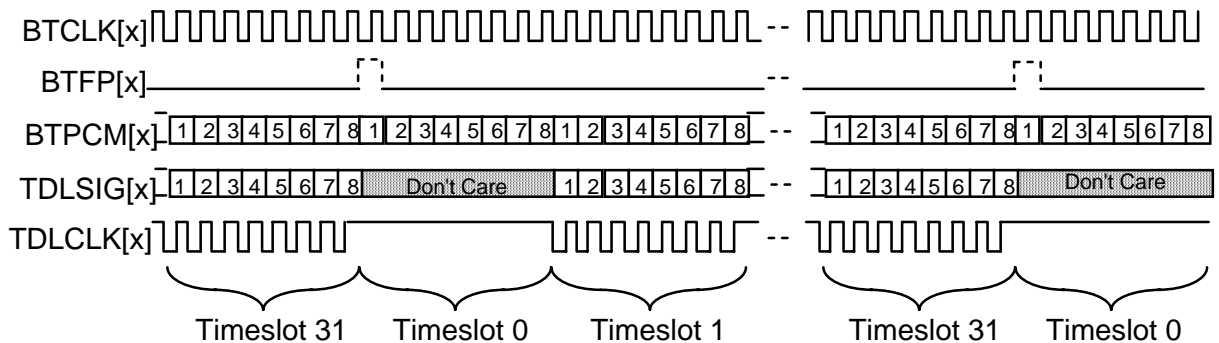 BTCLK[x] -- 
BTFP[x] --
BTPCM[x] 1 2 3 4 5 6 7 8 1 2 3 4 5 6 7 8 1 2 3 4 5 6 7 8 -- 1 2 3 4 5 6 7 8 1 2 3 4 5 6 7 8
TDLSIG[x] 1 2 3 4 5 6 7 8 Don't Care 1 2 3 4 5 6 7 8 -- 1 2 3 4 5 6 7 8 Don't Care
TDLCLK[x] --
Timeslot 31 Timeslot 0 Timeslot 1 Timeslot 31 Timeslot 0